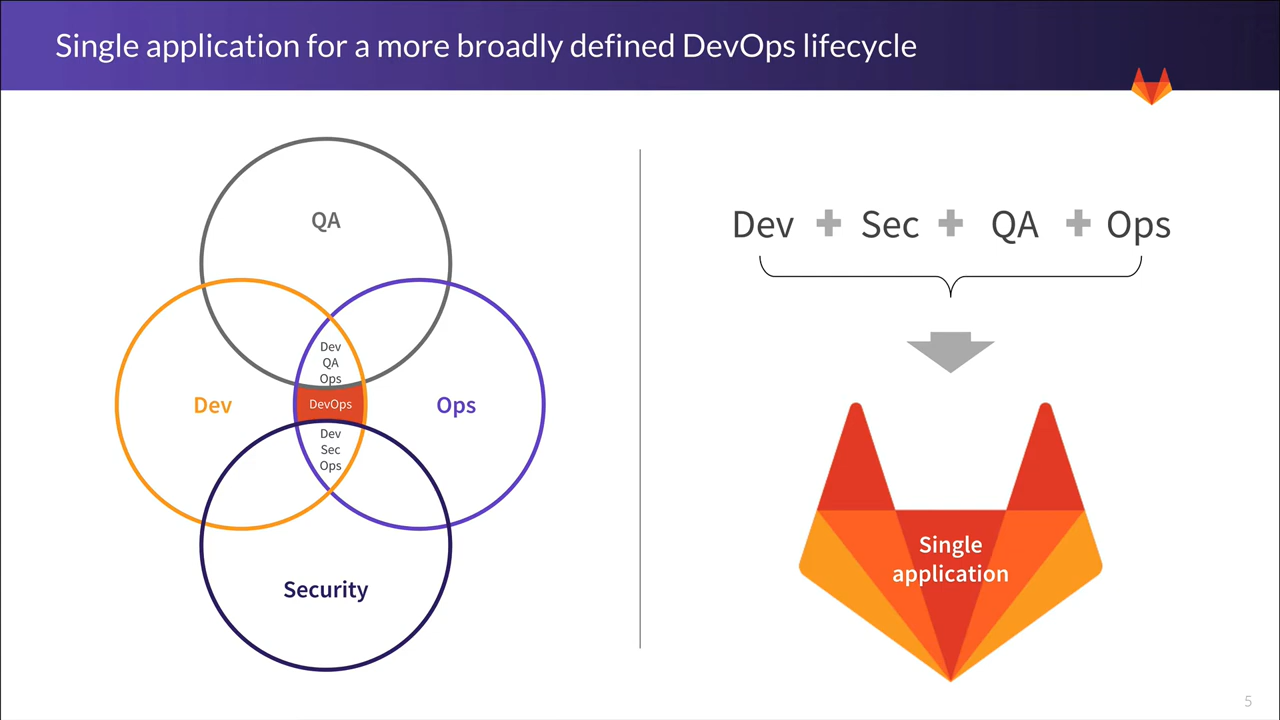 Single application for a more broadly defined DevOps lifecycle
QA
Dev
QA
Ops
Dev
DevOps
Ops
Dev
Sec
Ops
Security
Dev + Sec + QA + Ops
Single
application
5